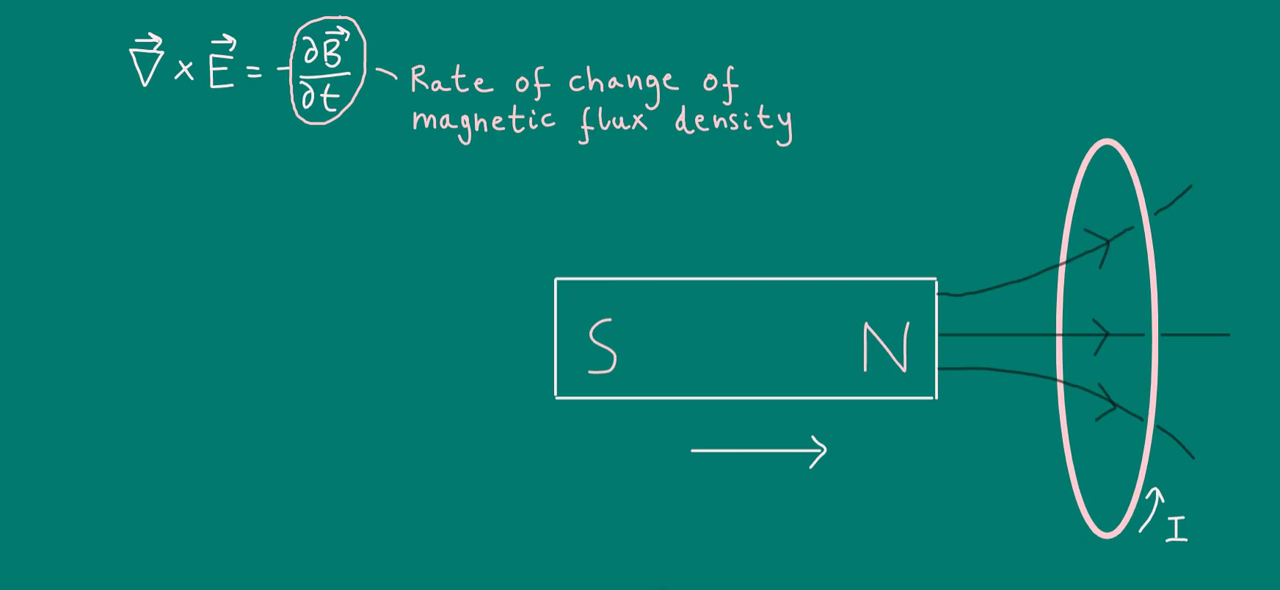 ∇⃗ × E⃗ = -∂B⃗/∂t
Rate of change of
magnetic flux density
S N
I